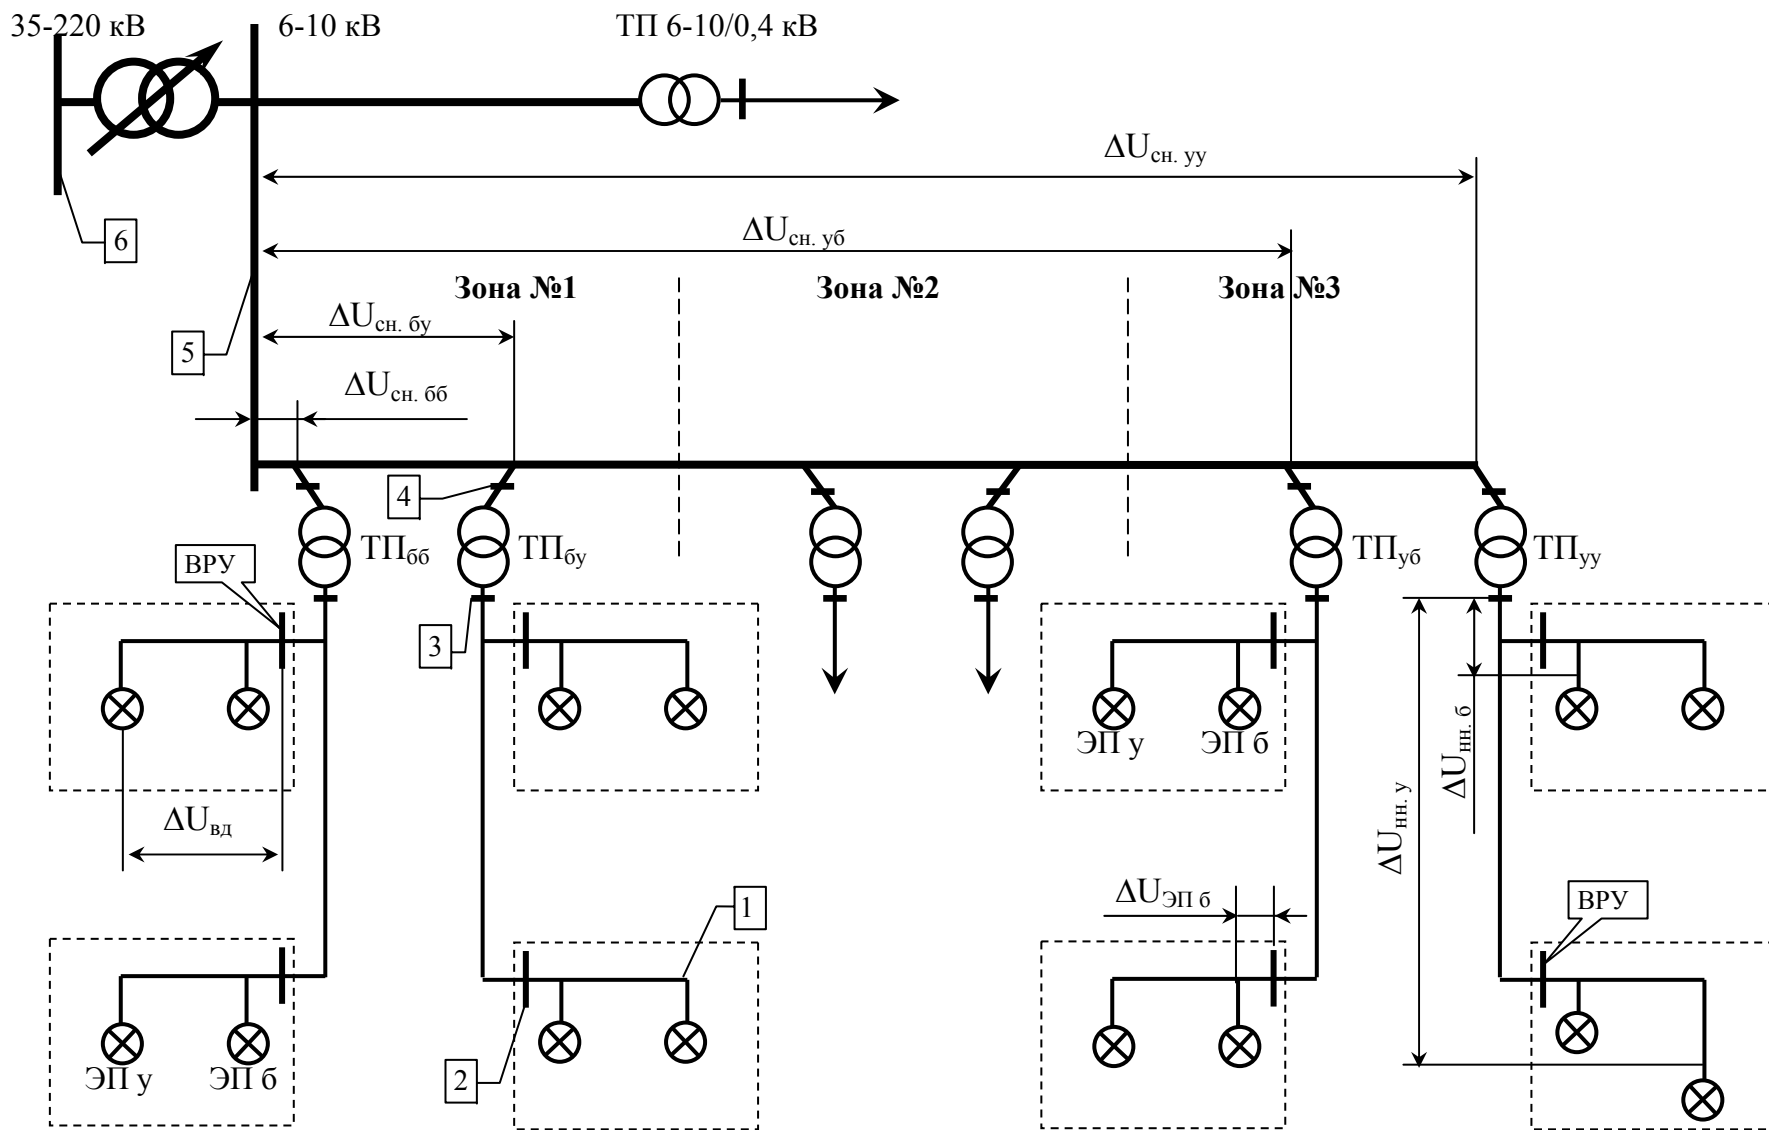 35-220 кВ
6-10 кВ
ТП 6-10/0,4 кВ
ΔUсн. уу
6
ΔUсн. уб
Зона №1
Зона №2
Зона №3
ΔUсн. бу
5
ΔUсн. бб
4
ВРУ
ТПбб
ТПбу
ТПуб
ТПуу
3
ЭП у
ЭП б
ΔUнн. б
ΔUвд
ΔUнн. у
ΔUЭП б
1
ВРУ
2
ЭП у
ЭП б